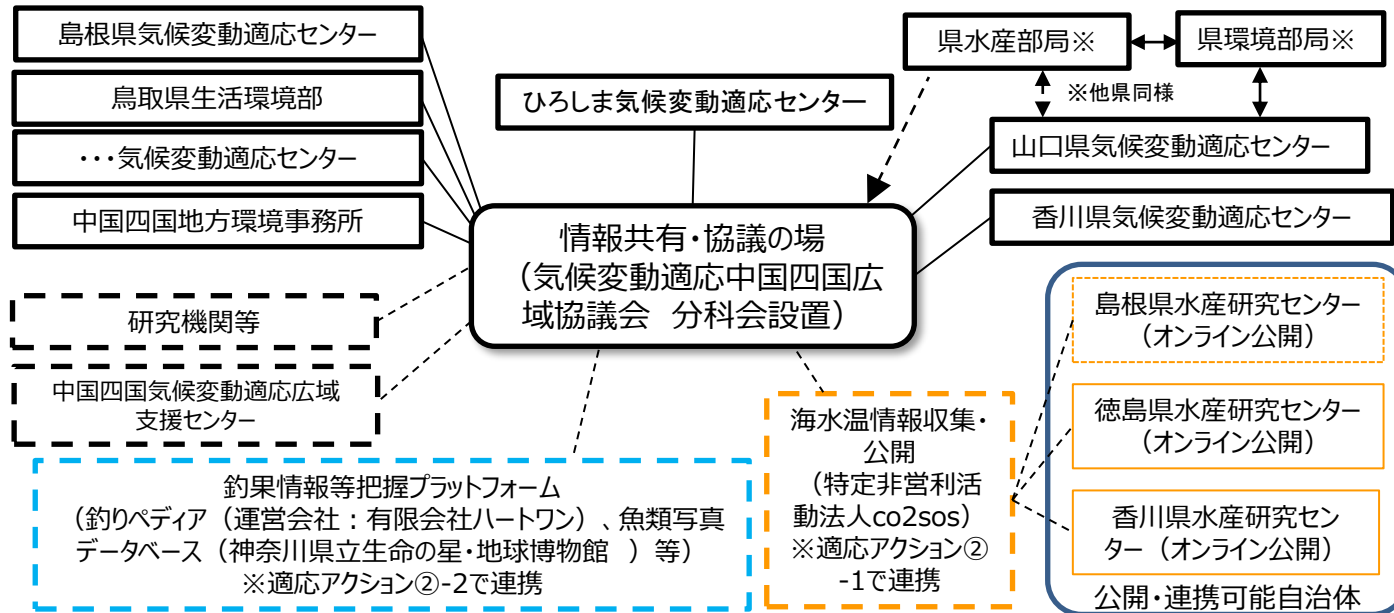 島根県気候変動適応センター
鳥取県生活環境部
・・・気候変動適応センター
中国四国地方環境事務所
ひろしま気候変動適応センター
県水産部局※
県環境部局※
※他県同様
山口県気候変動適応センター
香川県気候変動適応センター
情報共有・協議の場
（気候変動適応中国四国広
域協議会　分科会設置）
研究機関等
中国四国気候変動適応広域
支援センター
釣果情報等把握プラットフォーム
（釣りペディア（運営会社：有限会社ハートワン）、魚類写真
データベース（神奈川県立生命の星・地球博物館　）等）
※適応アクション②-2で連携
海水温情報収集・
公開
（特定非営利活
動法人co2sos）
※適応アクション②
-1で連携
島根県水産研究センター
（オンライン公開）
徳島県水産研究センター
（オンライン公開）
香川県水産研究セン
ター（オンライン公開）
公開・連携可能自治体